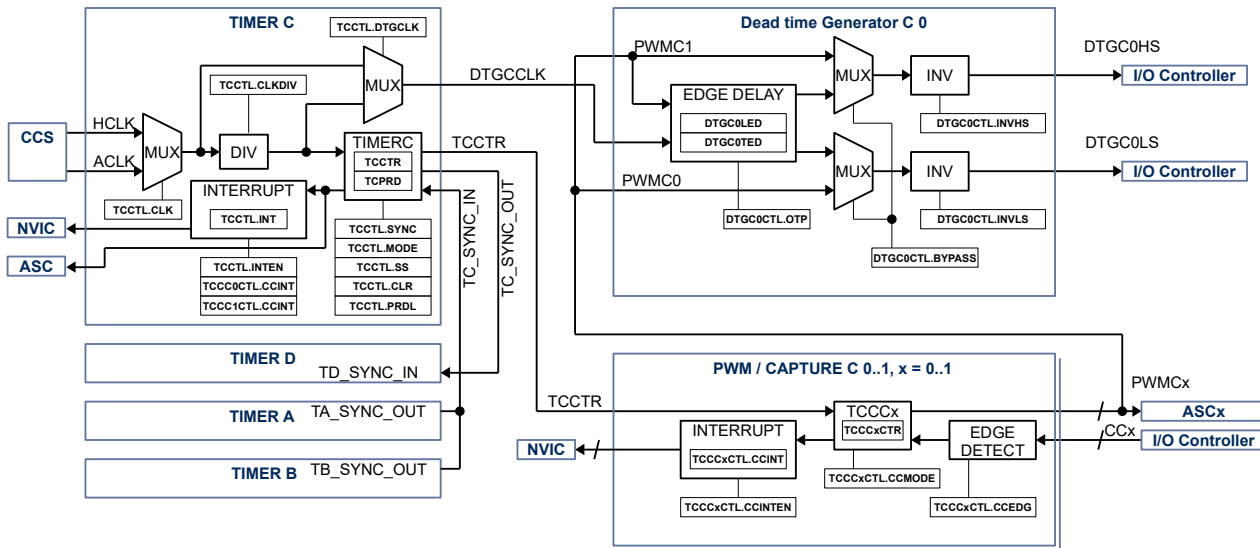 TIMER C
TCCTL.DTGCLK
MUX
TCCTL.CLKDIV
CCS
HCLK
ACLK
MUX
DIV
TIMERC
TCCTR
TCPRD
TCCTL.CLK
INTERRUPT
TCCTL.INT
NVIC
ASC
TCCTL.INTEN
TCCC0CTL.CCINT
TCCC1CTL.CCINT
TCCTL.SYNC
TCCTL.MODE
TCCTL.SS
TCCTL.CLR
TCCTL.PRDL
TCCTR
TC_SYNC_IN
TC_SYNC_OUT
DTGCCLK
TIMER D
TD_SYNC_IN
TIMER A
TA_SYNC_OUT
TIMER B
TB_SYNC_OUT
Dead time Generator C 0
PWMC1
EDGE DELAY
DTGC0LED
DTGC0TED
PWMC0
DTGC0CTL.OTP
MUX
MUX
INV
DTGC0CTL.INVHS
INV
DTGC0CTL.INVLS
DTGC0CTL.BYPASS
DTGC0HS
I/O Controller
DTGC0LS
I/O Controller
PWM / CAPTURE C 0..1, x = 0..1
TCCTR
TCCCx
TCCCxCTR
PWMCx
ASCx
INTERRUPT
TCCCxCTL.CCINT
NVIC
EDGE
DETECT
CCx
I/O Controller
TCCCxCTL.CCMODE
TCCCxCTL.CCINTEN
TCCCxCTL.CCEDG